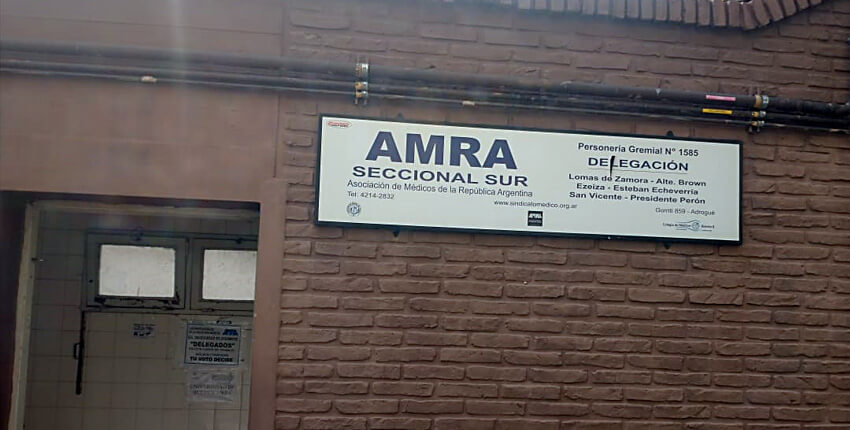 AMRA
SECCIONAL SUR
Asociación de Médicos de la República Argentina
Tel: 4214-2832
www.sindicatomedico.org.ar
Personería Gremial N° 1585
DELEGACIÓN
Lomas de Zamora - Alte. Brown
Ezeiza - Esteban Echeverría
San Vicente - Presidente Perón
Gorriti 859 - Adrogué
"DELEGADOS"
TU VOTO DECIDE